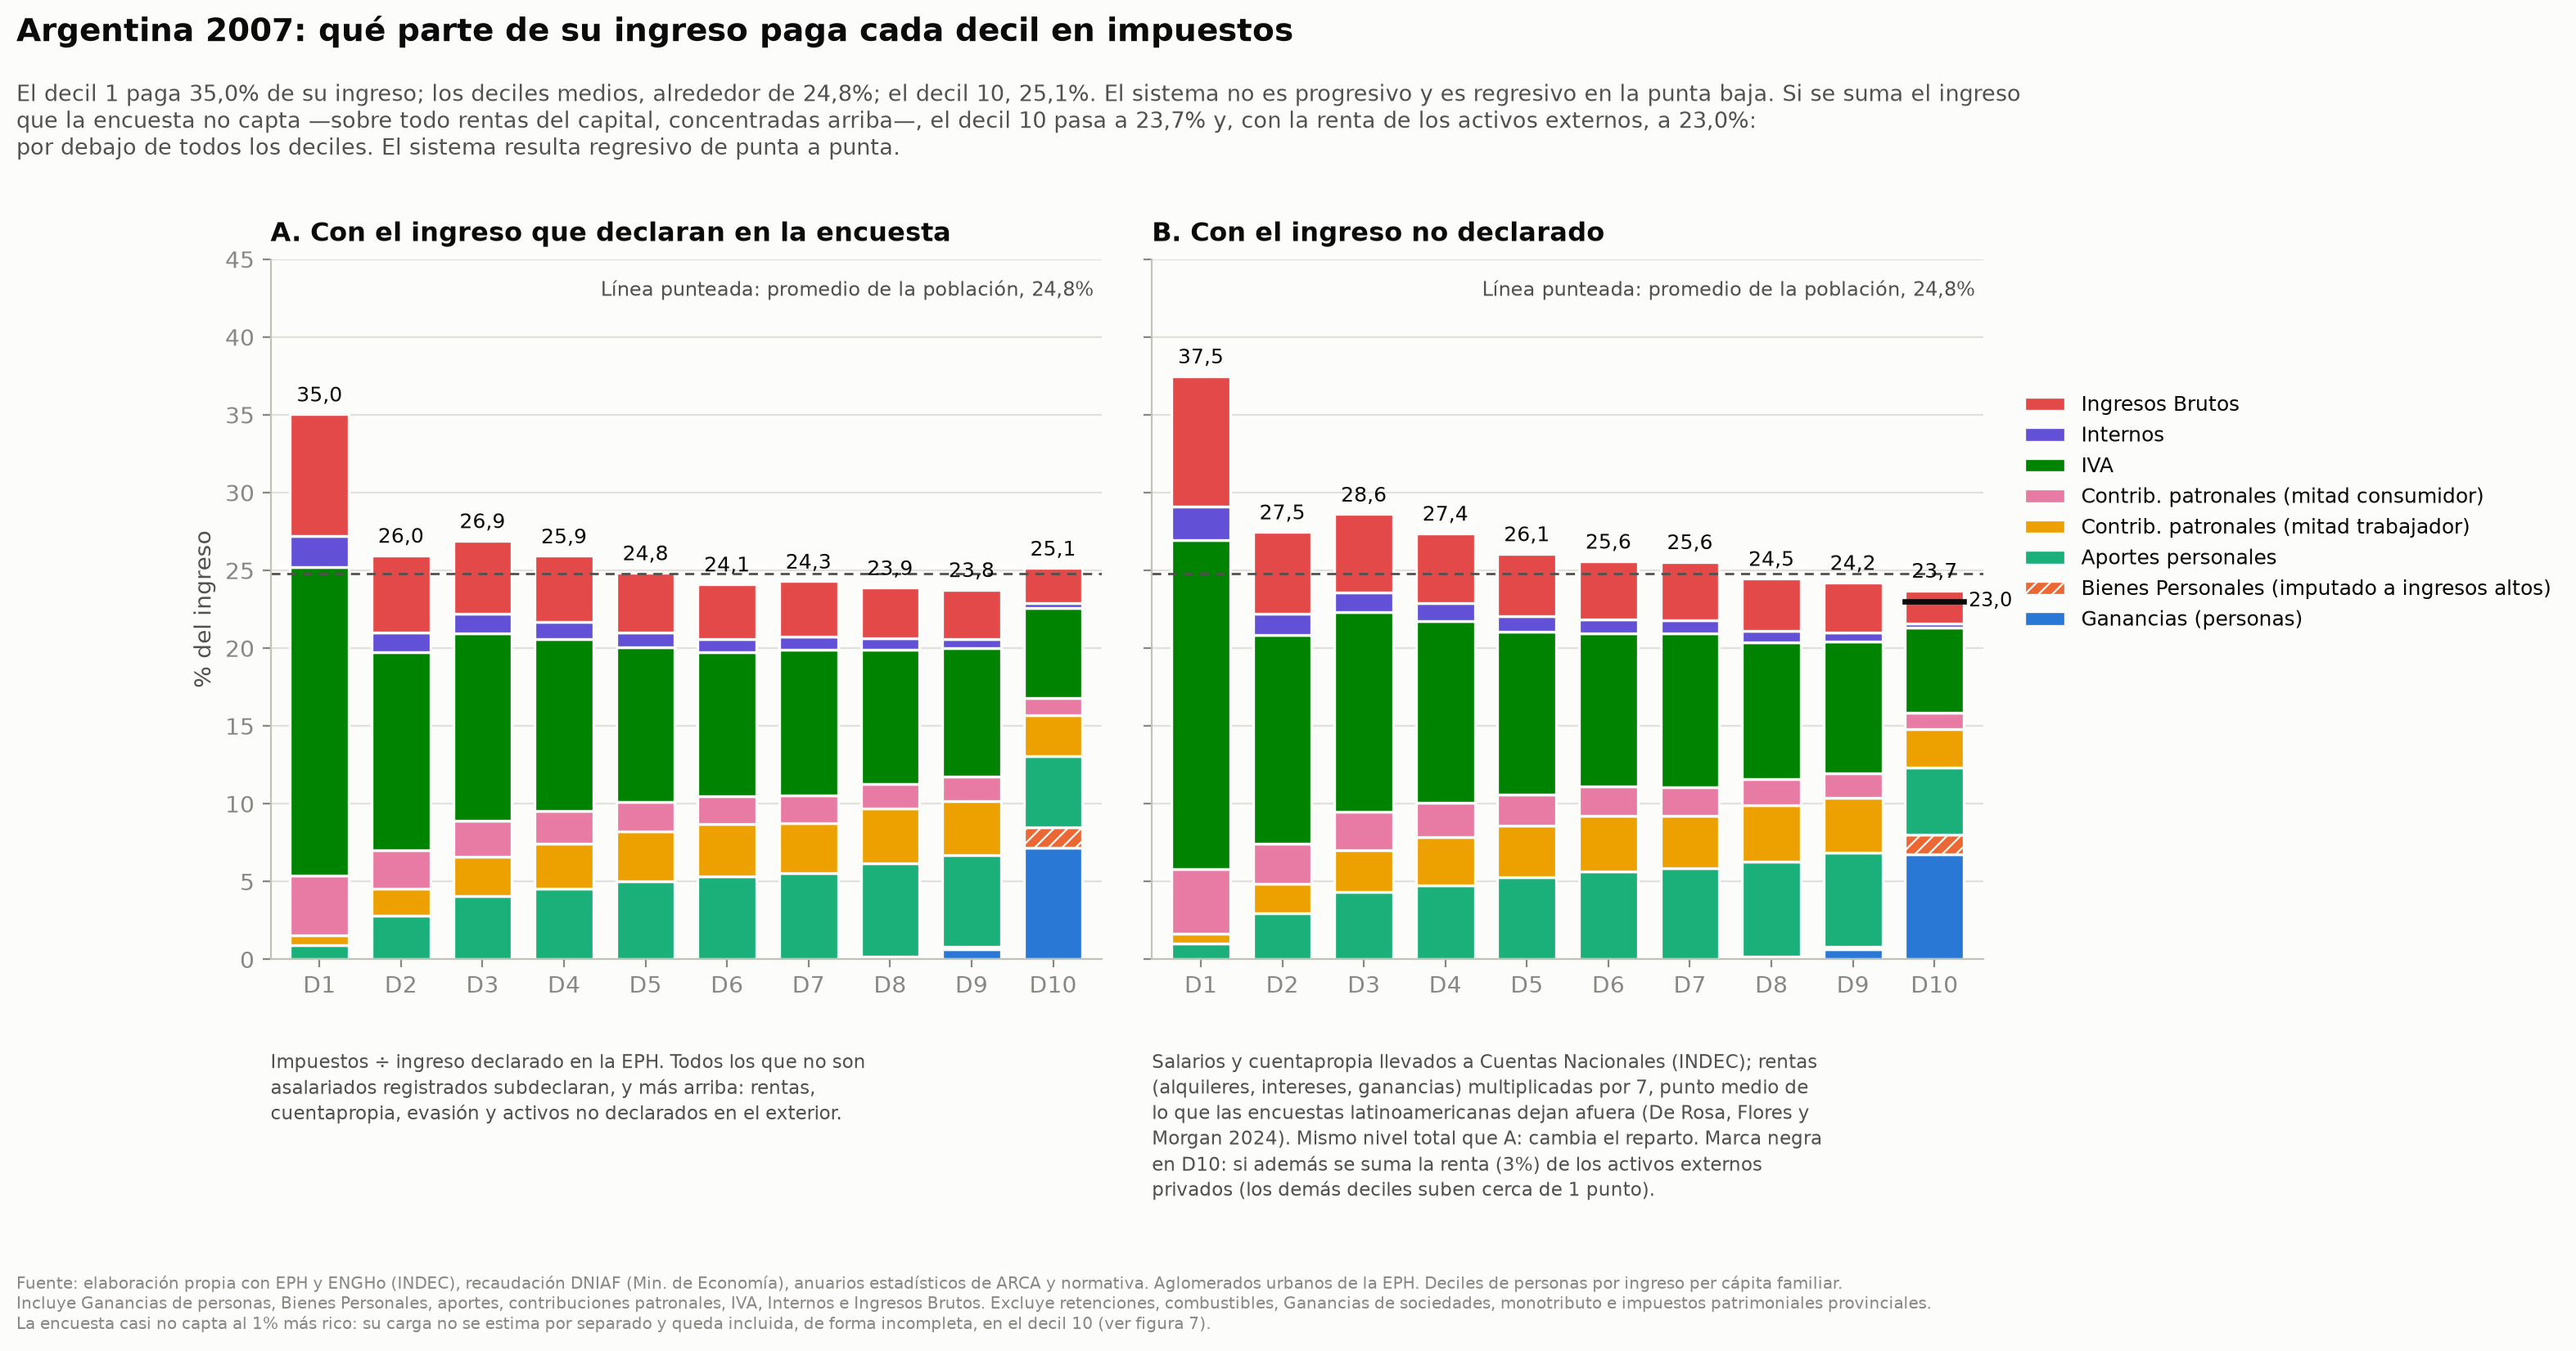 Argentina 2007: qué parte de su ingreso paga cada decil en impuestos
El decil 1 paga 35,0% de su ingreso; los deciles medios, alrededor de 24,8%; el decil 10, 25,1%. El sistema no es progresivo y es regresivo en la punta baja. Si se suma el ingreso
que la encuesta no capta —sobre todo rentas del capital, concentradas arriba—, el decil 10 pasa a 23,7% y, con la renta de los activos externos, a 23,0%:
por debajo de todos los deciles. El sistema resulta regresivo de punta a punta.
A. Con el ingreso que declaran en la encuesta
Línea punteada: promedio de la población, 24,8%
% del ingreso
45
40
35
30
25
20
15
10
5
0
35,0
26,0
26,9
25,9
24,8
24,1
24,3
23,9
23,8
25,1
D1 D2 D3 D4 D5 D6 D7 D8 D9 D10
Impuestos ÷ ingreso declarado en la EPH. Todos los que no son
asalariados registrados subdeclaran, y más arriba: rentas,
cuentapropia, evasión y activos no declarados en el exterior.
B. Con el ingreso no declarado
Línea punteada: promedio de la población, 24,8%
37,5
27,5
28,6
27,4
26,1
25,6
25,6
24,5
24,2
23,7
23,0
D1 D2 D3 D4 D5 D6 D7 D8 D9 D10
Salarios y cuentapropia llevados a Cuentas Nacionales (INDEC); rentas
(alquileres, intereses, ganancias) multiplicadas por 7, punto medio de
lo que las encuestas latinoamericanas dejan afuera (De Rosa, Flores y
Morgan 2024). Mismo nivel total que A: cambia el reparto. Marca negra
en D10: si además se suma la renta (3%) de los activos externos
privados (los demás deciles suben cerca de 1 punto).
Ingresos Brutos
Internos
IVA
Contrib. patronales (mitad consumidor)
Contrib. patronales (mitad trabajador)
Aportes personales
Bienes Personales (imputado a ingresos altos)
Ganancias (personas)
Fuente: elaboración propia con EPH y ENGHo (INDEC), recaudación DNIAF (Min. de Economía), anuarios estadísticos de ARCA y normativa. Aglomerados urbanos de la EPH. Deciles de personas por ingreso per cápita familiar.
Incluye Ganancias de personas, Bienes Personales, aportes, contribuciones patronales, IVA, Internos e Ingresos Brutos. Excluye retenciones, combustibles, Ganancias de sociedades, monotributo e impuestos patrimoniales provinciales.
La encuesta casi no capta al 1% más rico: su carga no se estima por separado y queda incluida, de forma incompleta, en el decil 10 (ver figura 7).